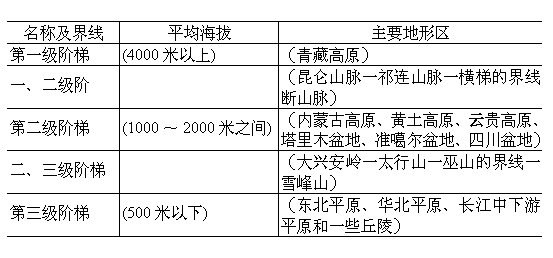 名称及界线 平均海拔 主要地形区
第一级阶梯 (4000 米以上) （青藏高原）
一、二级阶 （昆仑山脉一祁连山脉一横梯的界线
断山脉）
第二级阶梯 (1000 ～ 2000 米之间) （内蒙古高原、黄土高原、云贵高原、
塔里木盆地、准噶尔盆地、四川盆地）
二、三级阶梯 （大兴安岭一太行山一巫山的界线一
雪峰山）
第三级阶梯 (500 米以下) （东北平原、华北平原、长江中下游
平原和一些丘陵）